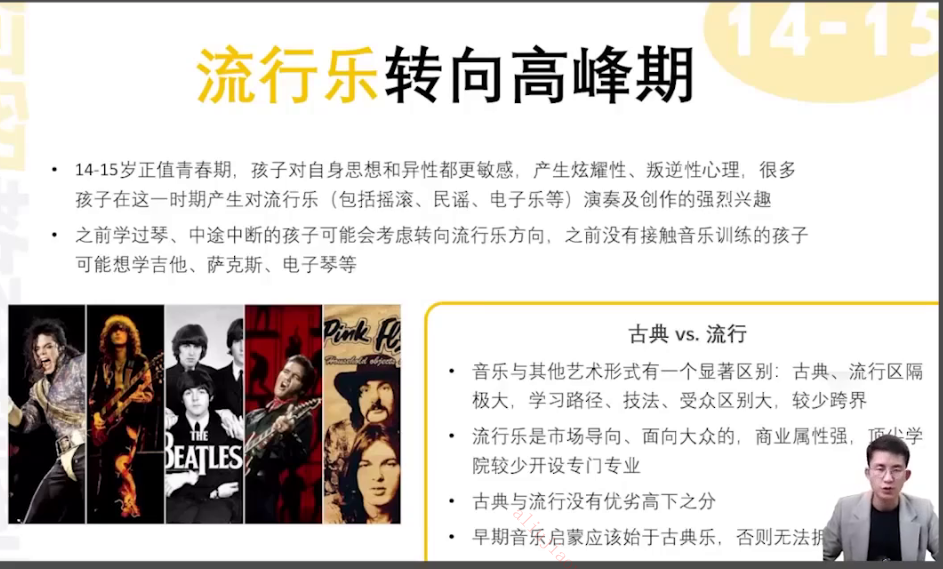 14-15
流行乐转向高峰期
• 14-15岁正值青春期，孩子对自身思想和异性都更敏感，产生炫耀性、叛逆性心理，很多
孩子在这一时期产生对流行乐（包括摇滚、民谣、电子乐等）演奏及创作的强烈兴趣
• 之前学过琴、中途中断的孩子可能会考虑转向流行乐方向，之前没有接触音乐训练的孩子
可能想学吉他、萨克斯、电子琴等
THE
BEATLES
Pink
Household objects
古典 vs. 流行
• 音乐与其他艺术形式有一个显著区别：古典、流行区隔
极大，学习路径、技法、受众区别大，较少跨界
• 流行乐是市场导向、面向大众的，商业属性强，顶尖学
院较少开设专门专业
• 古典与流行没有优劣高下之分
• 早期音乐启蒙应该始于古典乐，否则无法